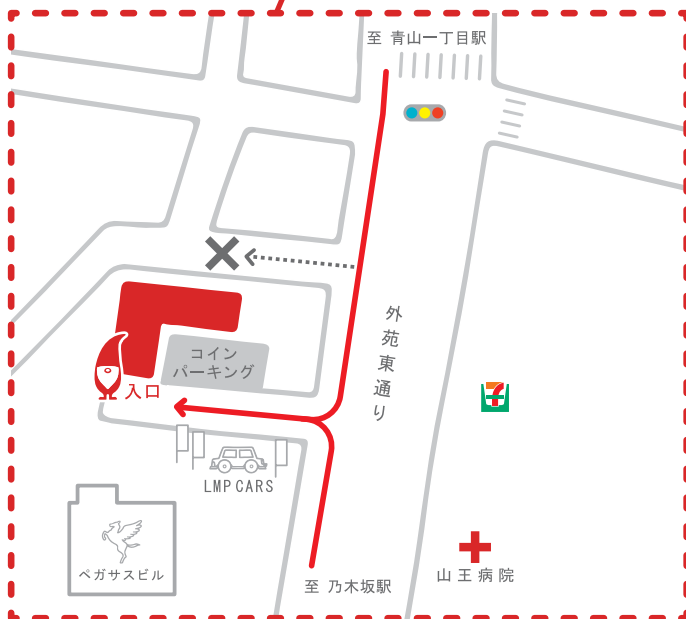 至 青山一丁目駅
外苑東通り
コイン
パーキング
入口
LMP CARS
ペガサスビル
山王病院
至 乃木坂駅